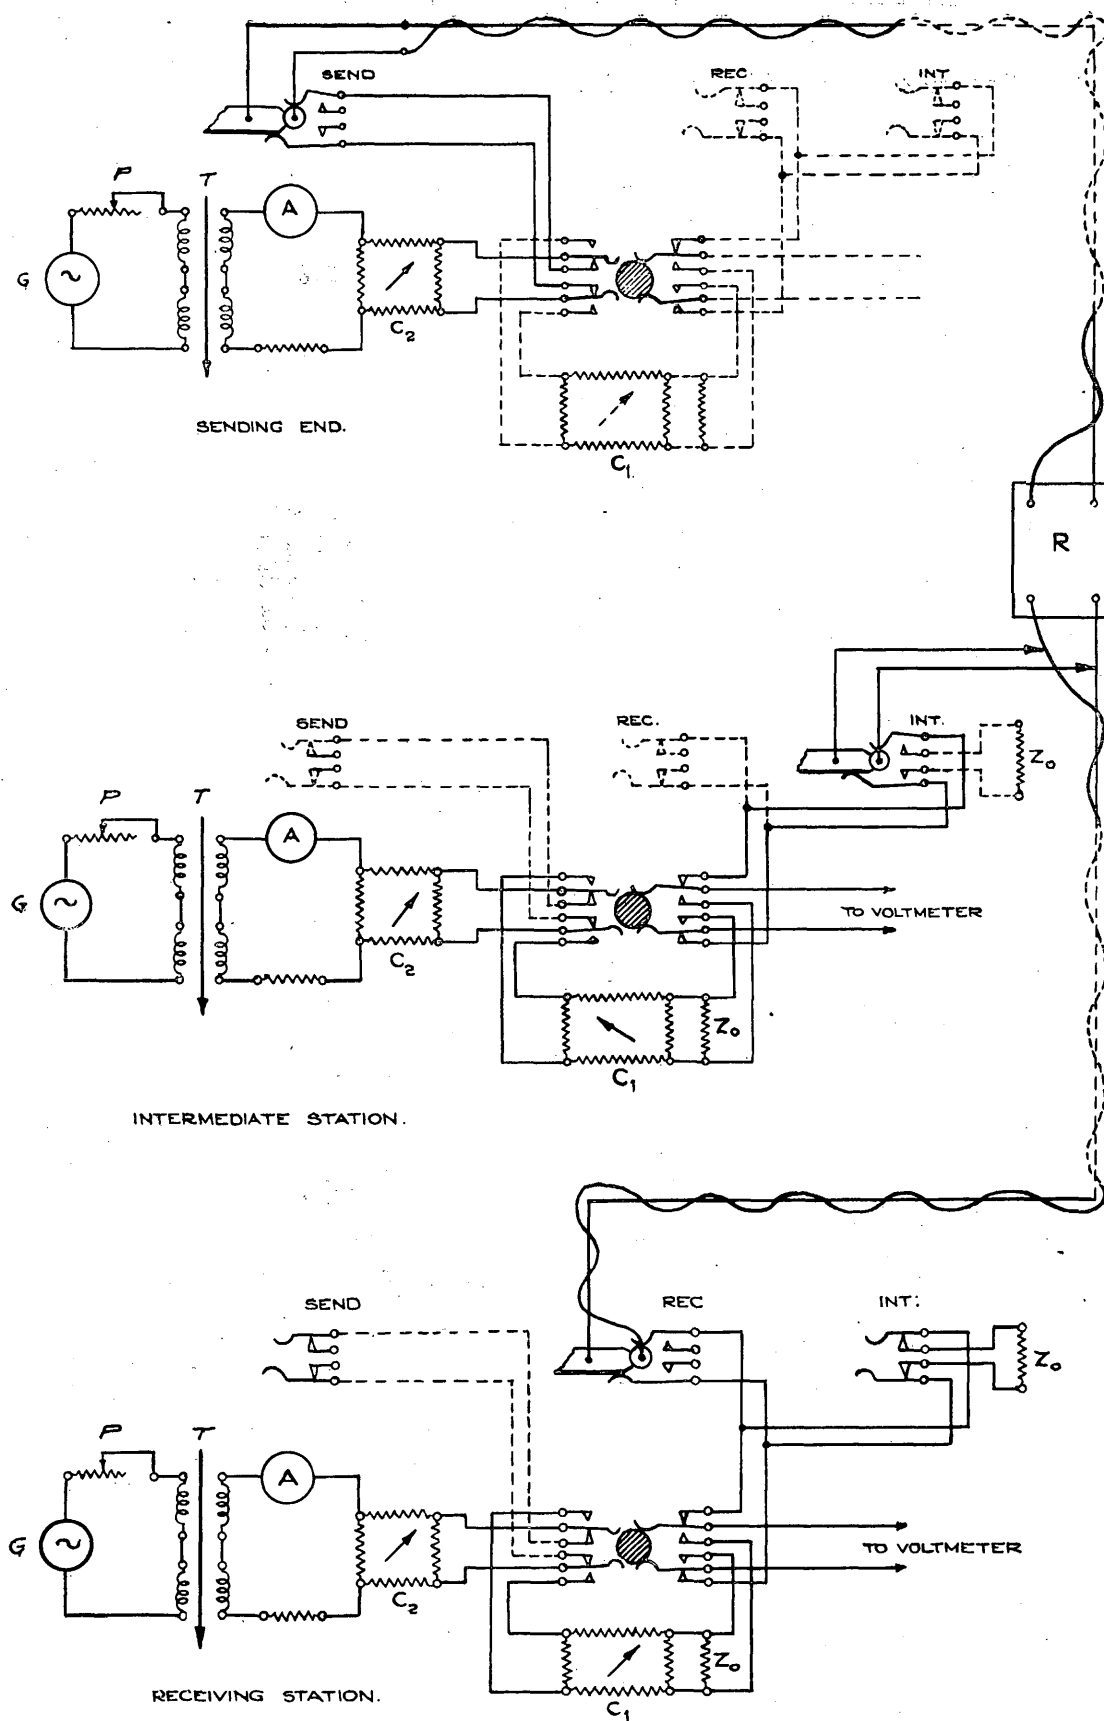 SEND
REC.
INT
P
T
A
G
~
C2
SENDING END.
C1
R
SEND
REC.
INT.
Z0
P
T
A
G
~
C2
TO VOLTMETER
Z0
C1
INTERMEDIATE STATION.
SEND
REC
INT:
Z0
P
T
A
G
~
C2
TO VOLTMETER
Z0
C1
RECEIVING STATION.